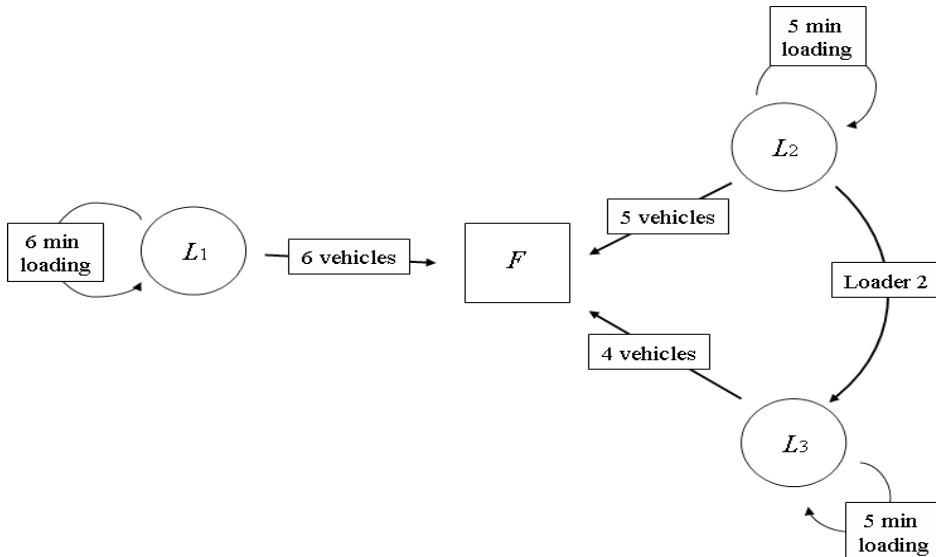 5 min
loading
L2
5 vehicles
6 min
loading
L1
6 vehicles
F
Loader 2
4 vehicles
L3
5 min
loading